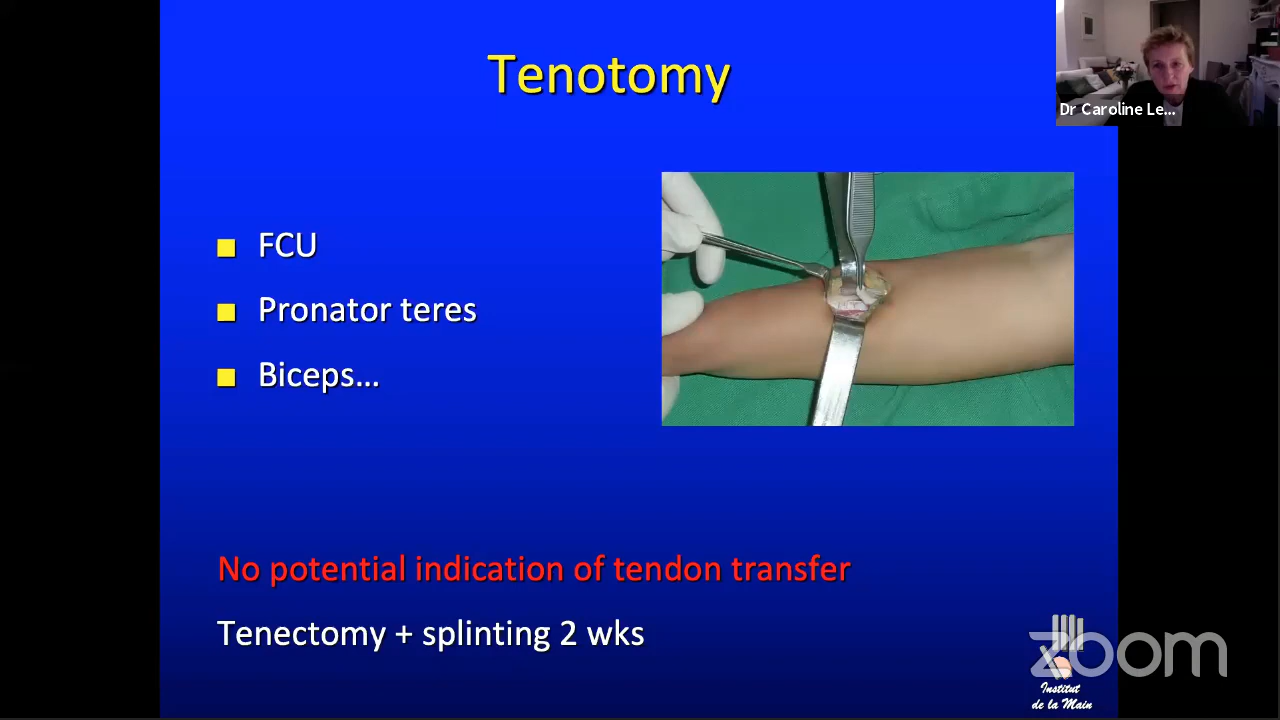 Tenotomy
Dr Caroline Le...
FCU
Pronator teres
Biceps...
No potential indication of tendon transfer
Tenectomy + splinting 2 wks
zoom
Institut
de la Main